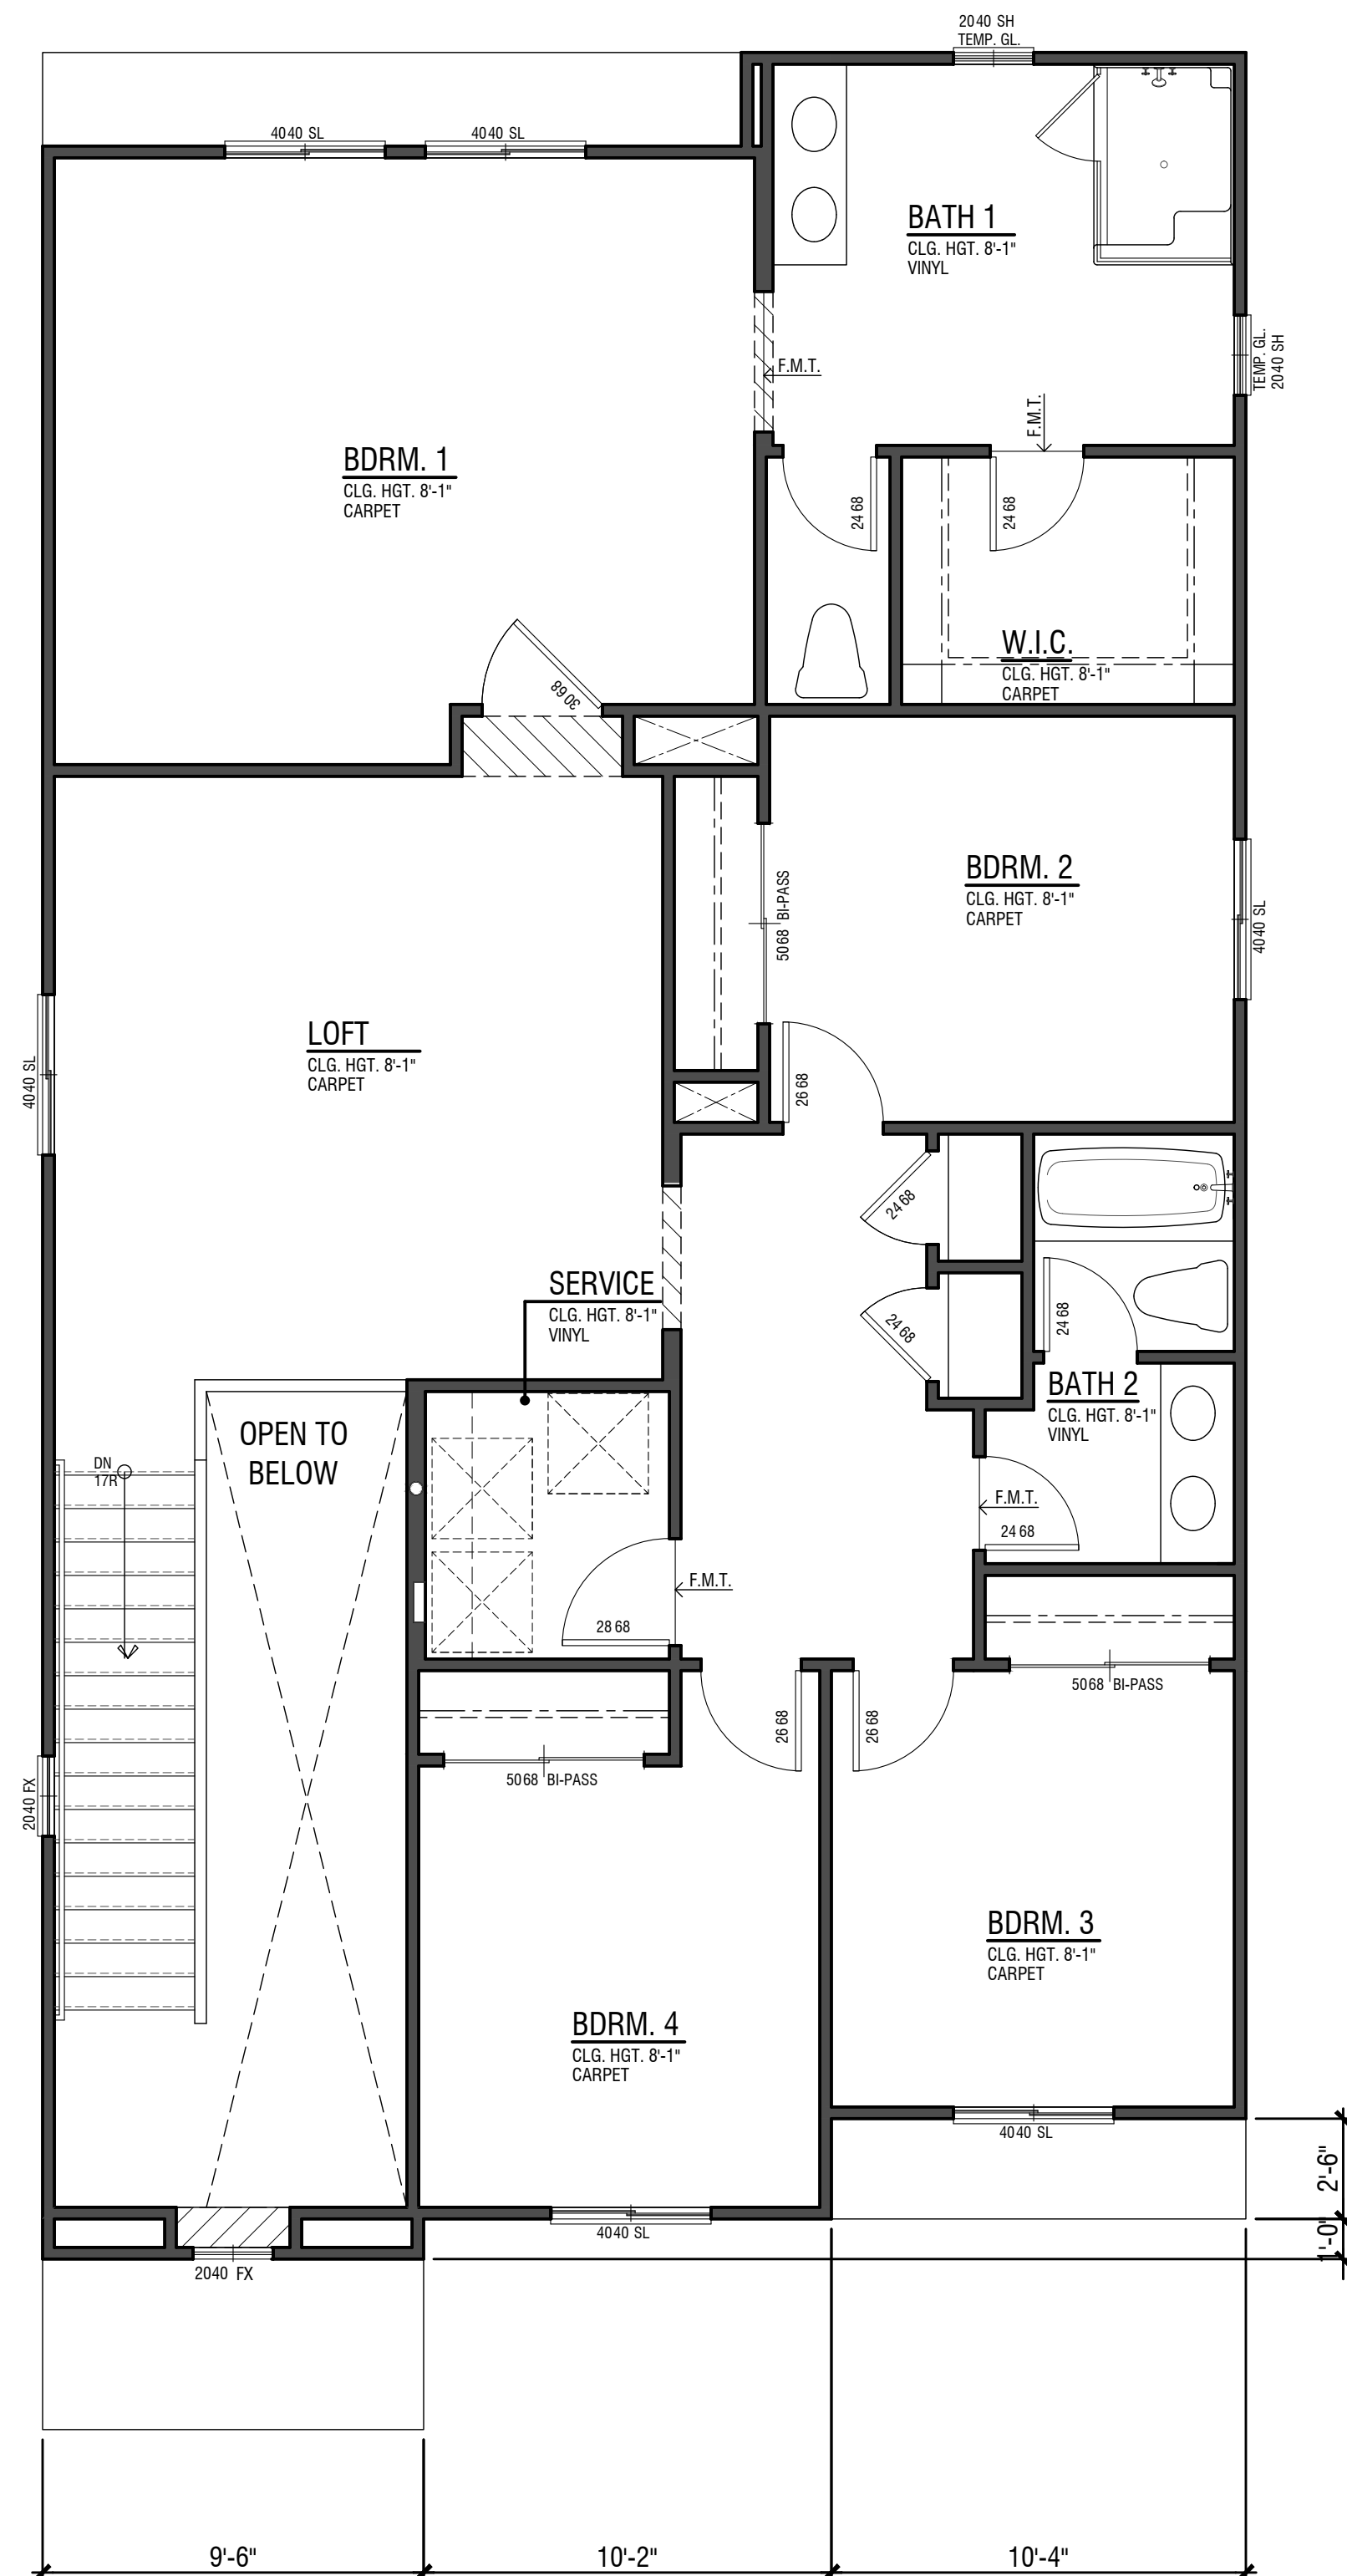 2040 SH
TEMP. GL.
4040 SL
4040 SL
BATH 1
CLG. HGT. 8'-1"
VINYL
TEMP. GL.
2040 SH
F.M.T.
F.M.T.
BDRM. 1
CLG. HGT. 8'-1"
CARPET
2468
2468
W.I.C.
CLG. HGT. 8'-1"
CARPET
3068
BDRM. 2
CLG. HGT. 8'-1"
CARPET
5068 BI-PASS
4040 SL
LOFT
CLG. HGT. 8'-1"
CARPET
4040 SL
2668
2468
SERVICE
CLG. HGT. 8'-1"
VINYL
2468
2468
BATH 2
CLG. HGT. 8'-1"
VINYL
OPEN TO
BELOW
DN
17R
F.M.T.
2468
F.M.T.
2868
5068 BI-PASS
2668
2668
5068 BI-PASS
2040 FX
BDRM. 3
CLG. HGT. 8'-1"
CARPET
BDRM. 4
CLG. HGT. 8'-1"
CARPET
4040 SL
2'-6"
4040 SL
1'-0"
2040 FX
9'-6"
10'-2"
10'-4"